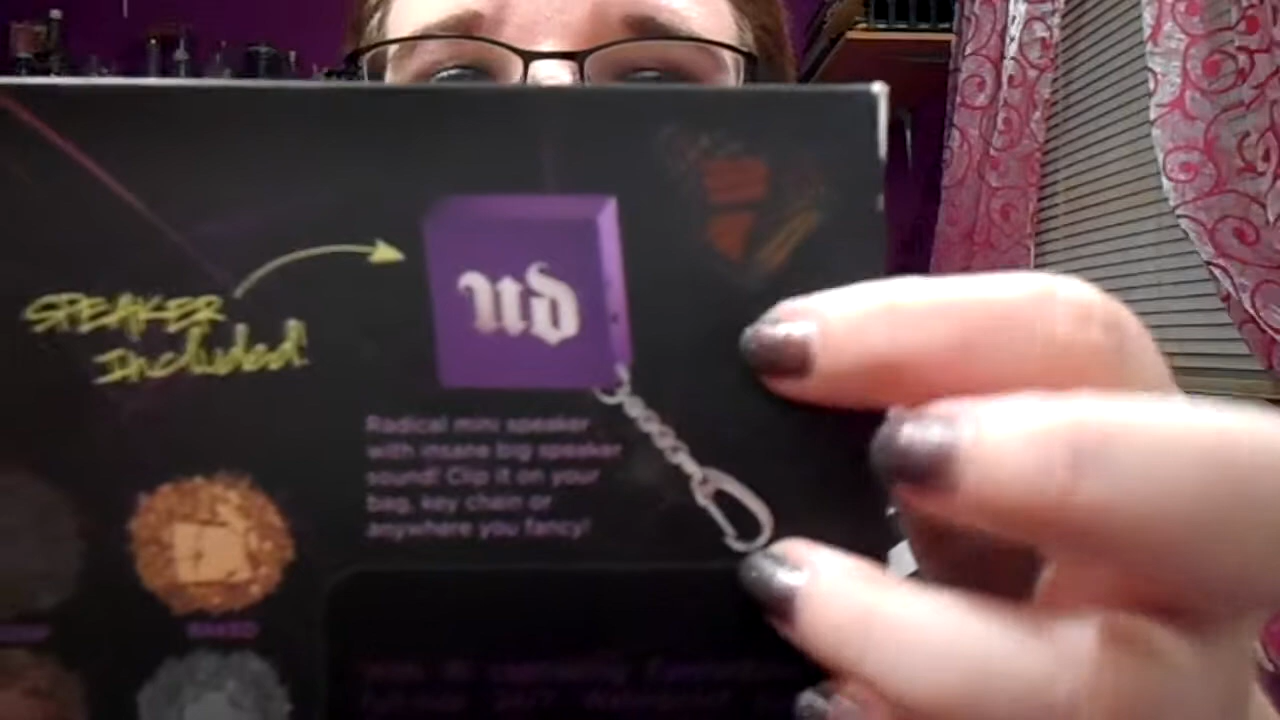 SPEAKER
Included!
ud
Radical mini speaker
with insane big speaker
sound! Clip it on your
bag, key chain or
anywhere you fancy!
NAKED